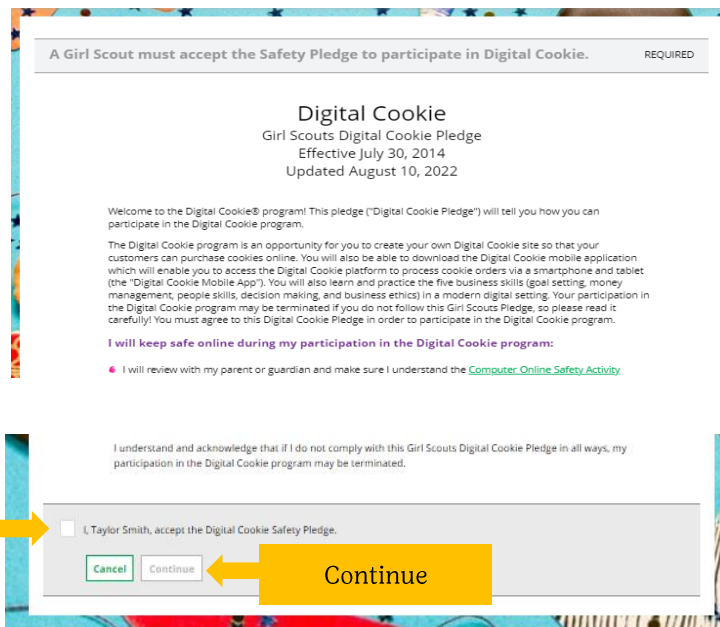 A Girl Scout must accept the Safety Pledge to participate in Digital Cookie. REQUIRED
Digital Cookie
Girl Scouts Digital Cookie Pledge
Effective July 30, 2014
Updated August 10, 2022
Welcome to the Digital Cookie® program! This pledge ("Digital Cookie Pledge") will tell you how you can
participate in the Digital Cookie program.
The Digital Cookie program is an opportunity for you to create your own Digital Cookie site so that your
customers can purchase cookies online. You will also be able to download the Digital Cookie mobile application
which will enable you to access the Digital Cookie platform to process cookie orders via a smartphone and tablet
(the "Digital Cookie Mobile App"). You will also learn and practice the five business skills (goal setting, money
management, people skills, decision making, and business ethics) in a modern digital setting. Your participation in
the Digital Cookie program may be terminated if you do not follow this Girl Scouts Pledge, so please read it
carefully! You must agree to this Digital Cookie Pledge in order to participate in the Digital Cookie program.
I will keep safe online during my participation in the Digital Cookie program:
I will review with my parent or guardian and make sure I understand the Computer Online Safety Activity
I understand and acknowledge that if I do not comply with this Girl Scouts Digital Cookie Pledge in all ways, my
participation in the Digital Cookie program may be terminated.
I, Taylor Smith, accept the Digital Cookie Safety Pledge.
Cancel Continue
Continue